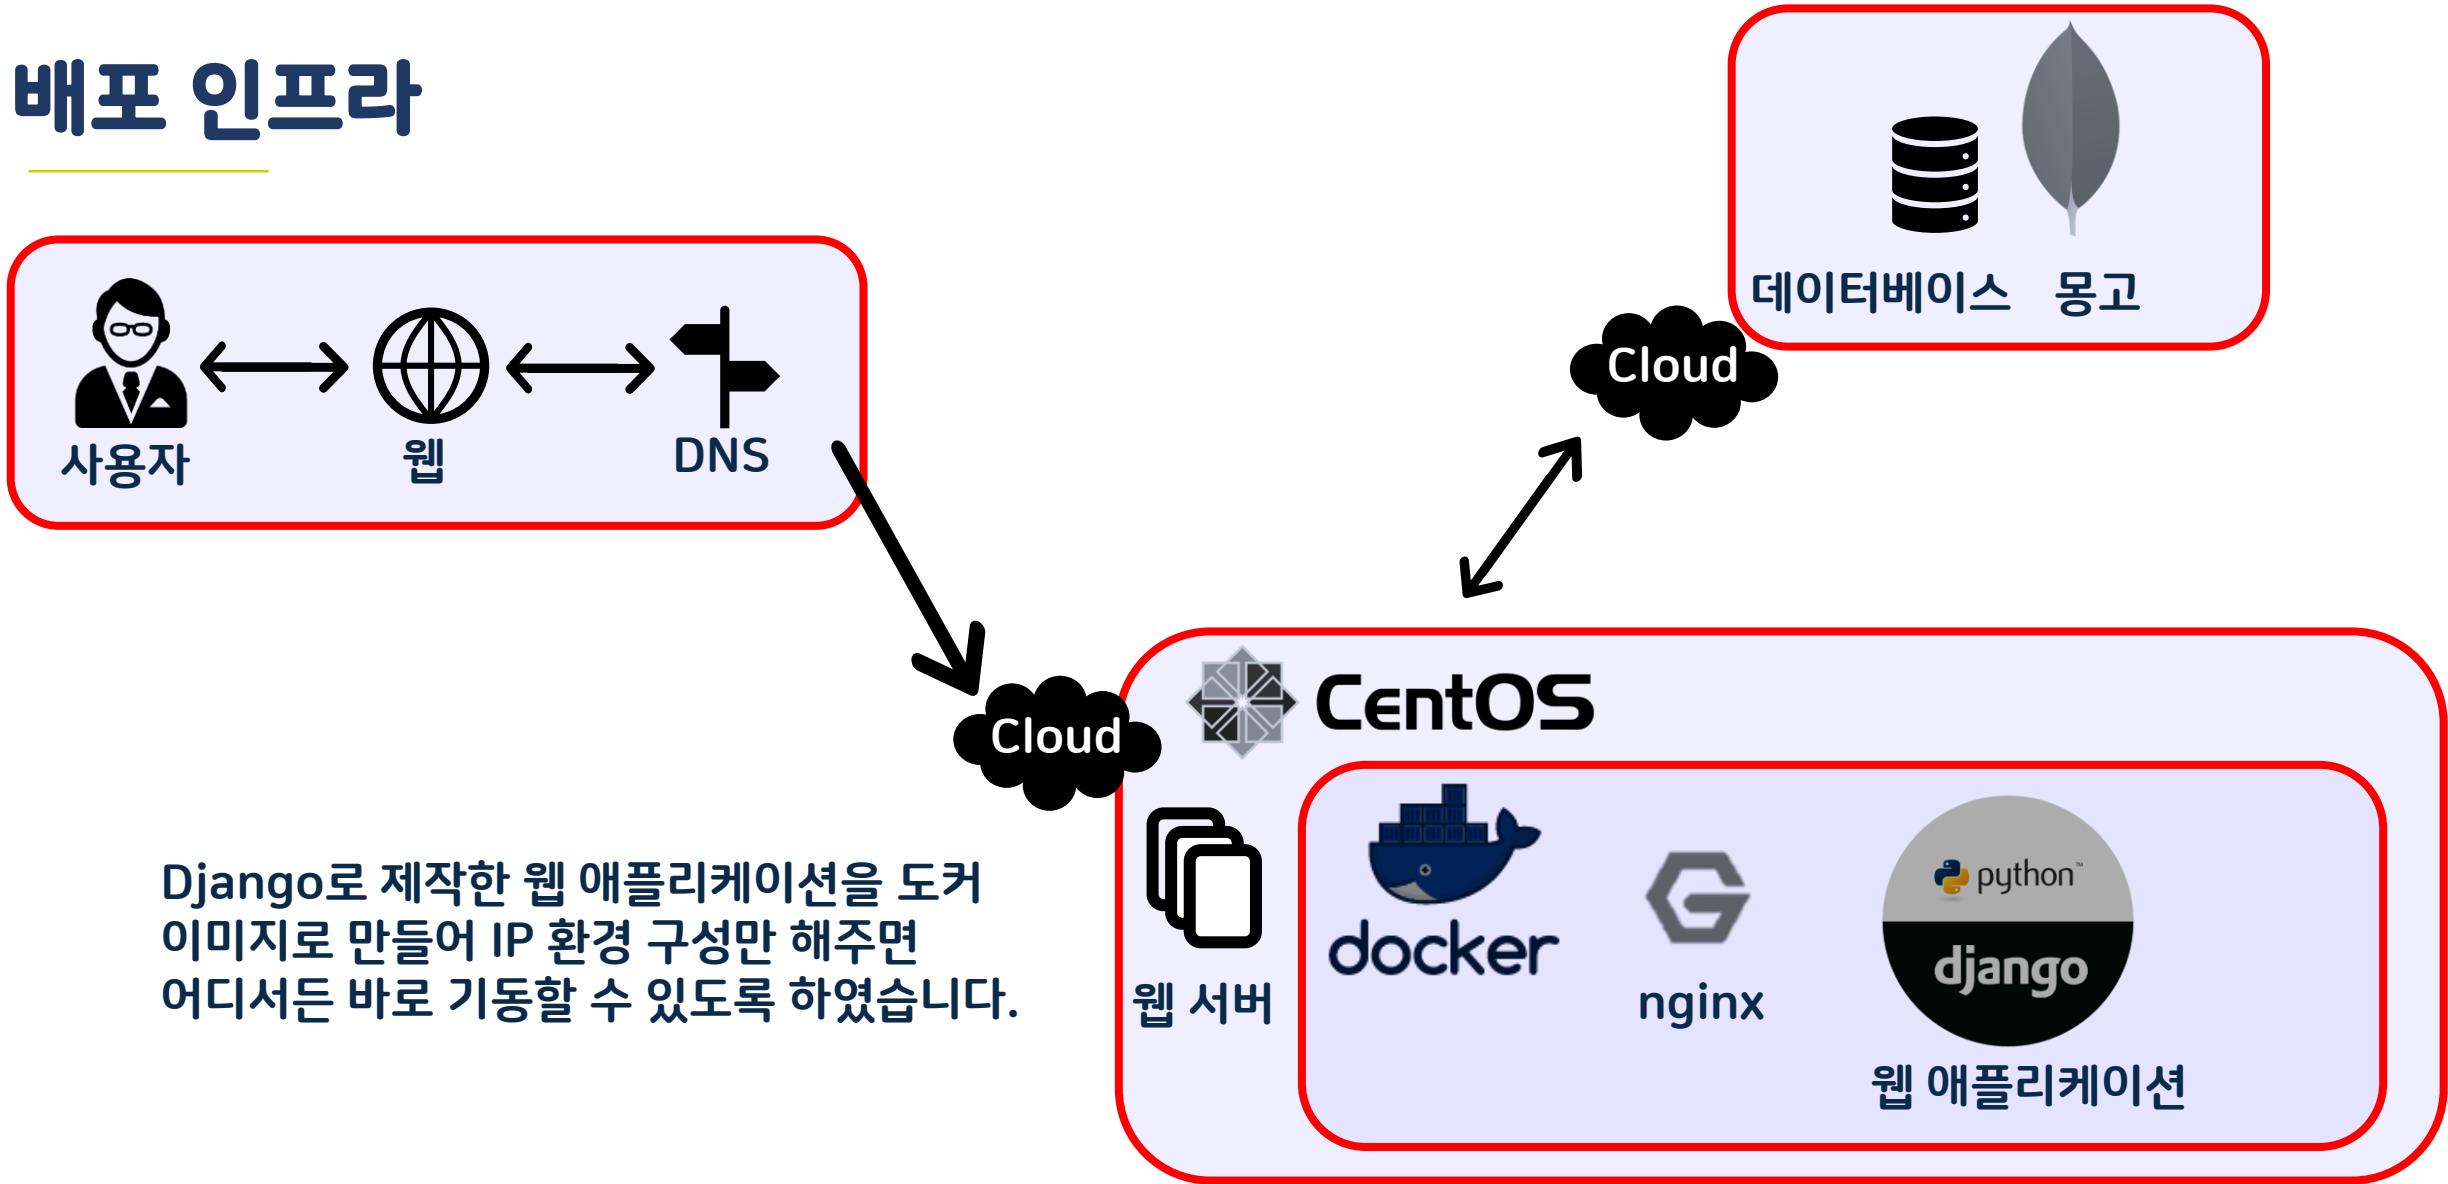 배포 인프라
데이터베이스 몽고
Cloud
사용자
웹
DNS
CentOS
Cloud
웹 서버
docker
nginx
python™
django
웹 애플리케이션
Django로 제작한 웹 애플리케이션을 도커
이미지로 만들어 IP 환경 구성만 해주면
어디서든 바로 기동할 수 있도록 하였습니다.